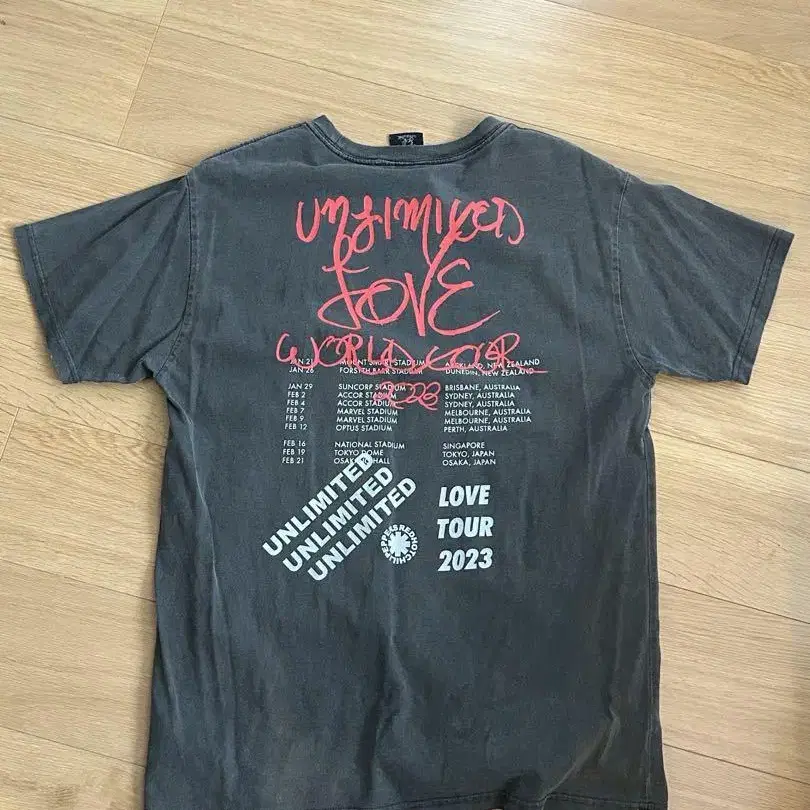 UNLIMITED
LOVE
WORLD TOUR
2023
JAN 21 MOUNT SMART STADIUM AUCKLAND, NEW ZEALAND
JAN 26 FORSYTH BARR STADIUM DUNEDIN, NEW ZEALAND
JAN 29 SUNCORP STADIUM BRISBANE, AUSTRALIA
FEB 2 ACCOR STADIUM SYDNEY, AUSTRALIA
FEB 4 ACCOR STADIUM SYDNEY, AUSTRALIA
FEB 7 MARVEL STADIUM MELBOURNE, AUSTRALIA
FEB 9 MARVEL STADIUM MELBOURNE, AUSTRALIA
FEB 12 OPTUS STADIUM PERTH, AUSTRALIA
FEB 16 NATIONAL STADIUM SINGAPORE
FEB 19 TOKYO DOME TOKYO, JAPAN
FEB 21 OSAKA HALL OSAKA, JAPAN
UNLIMITED
UNLIMITED
UNLIMITED
REDHOTCHILIPEPPERS
LOVE
TOUR
2023